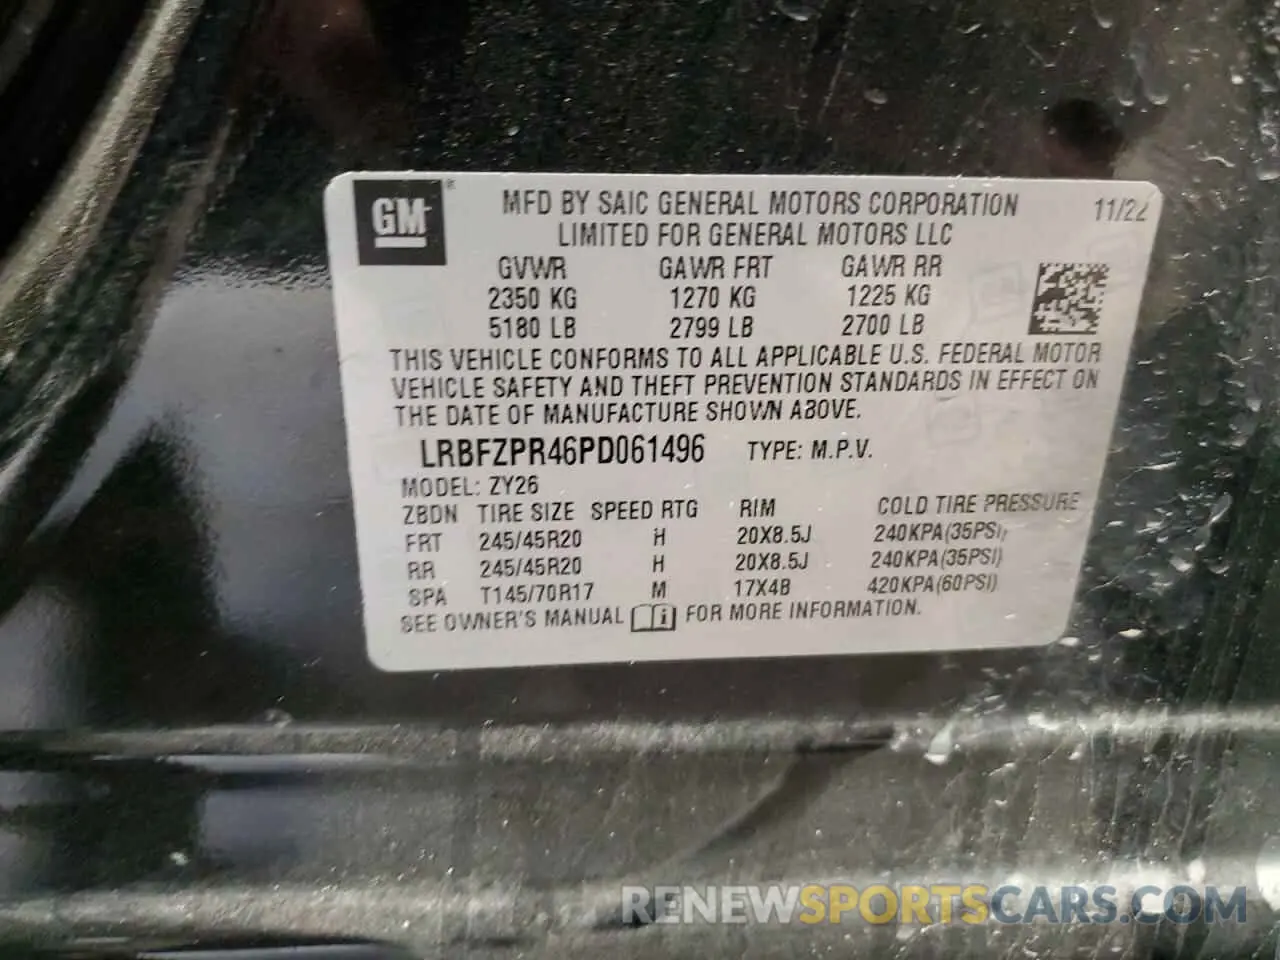 GM ® MFD BY SAIC GENERAL MOTORS CORPORATION 11/22
LIMITED FOR GENERAL MOTORS LLC
GVWR GAWR FRT GAWR RR
2350 KG 1270 KG 1225 KG
5180 LB 2799 LB 2700 LB
THIS VEHICLE CONFORMS TO ALL APPLICABLE U.S. FEDERAL MOTOR
VEHICLE SAFETY AND THEFT PREVENTION STANDARDS IN EFFECT ON
THE DATE OF MANUFACTURE SHOWN ABOVE.
LRBFZPR46PD061496 TYPE: M.P.V.
MODEL: ZY26
ZBDN TIRE SIZE SPEED RTG RIM COLD TIRE PRESSURE
FRT 245/45R20 H 20X8.5J 240KPA(35PSI)
RR 245/45R20 H 20X8.5J 240KPA(35PSI)
SPA T145/70R17 M 17X4B 420KPA(60PSI)
SEE OWNER'S MANUAL i FOR MORE INFORMATION.
RENEWSPORTSCARS.COM